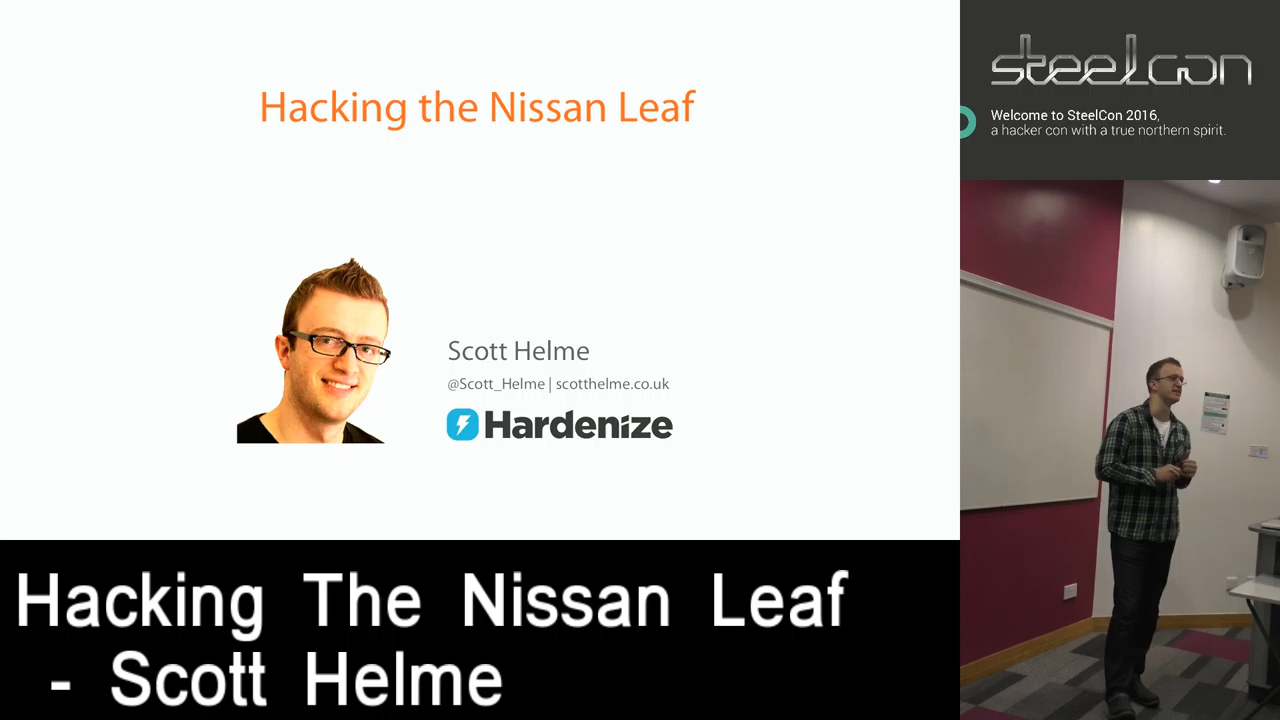 Hacking the Nissan Leaf
Scott Helme
@Scott_Helme | scotthelme.co.uk
Hardenize
steelcon
Welcome to SteelCon 2016,
a hacker con with a true northern spirit.
Hacking The Nissan Leaf
- Scott Helme